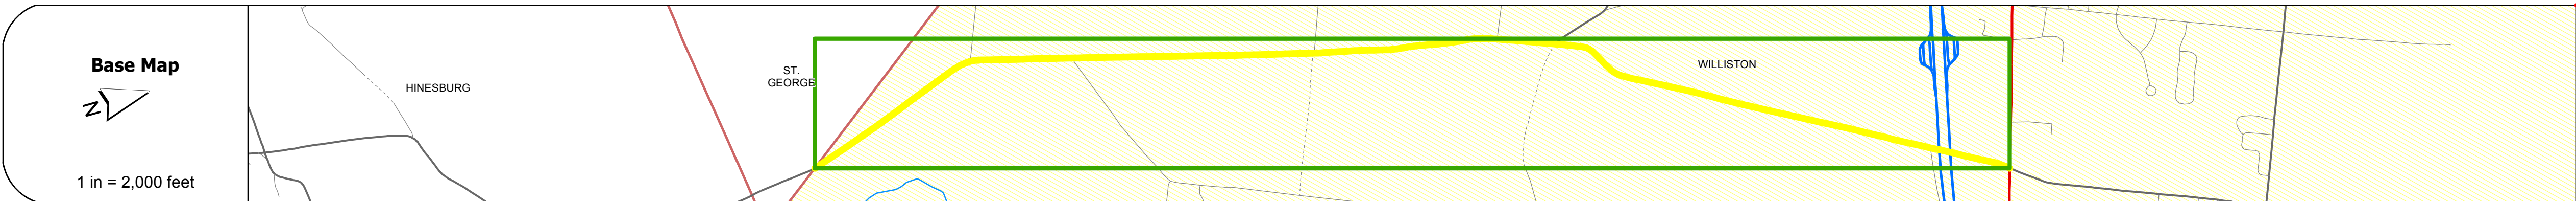 Base Map
N
1 in = 2,000 feet
HINESBURG
ST.
GEORGE
WILLISTON